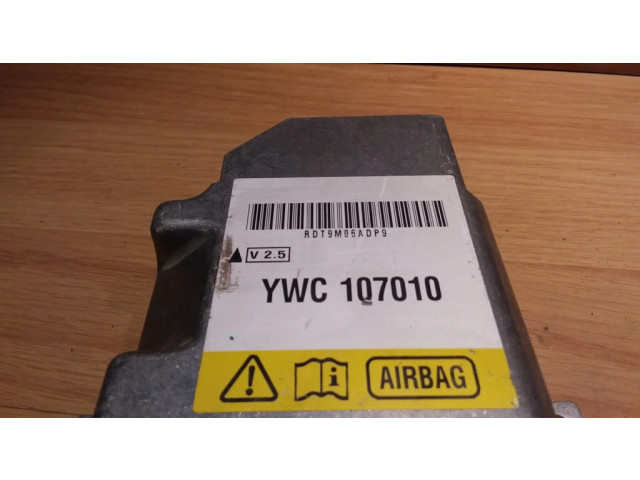 RDT9M06ADP9
V 2.5
YWC 107010
i
AIRBAG